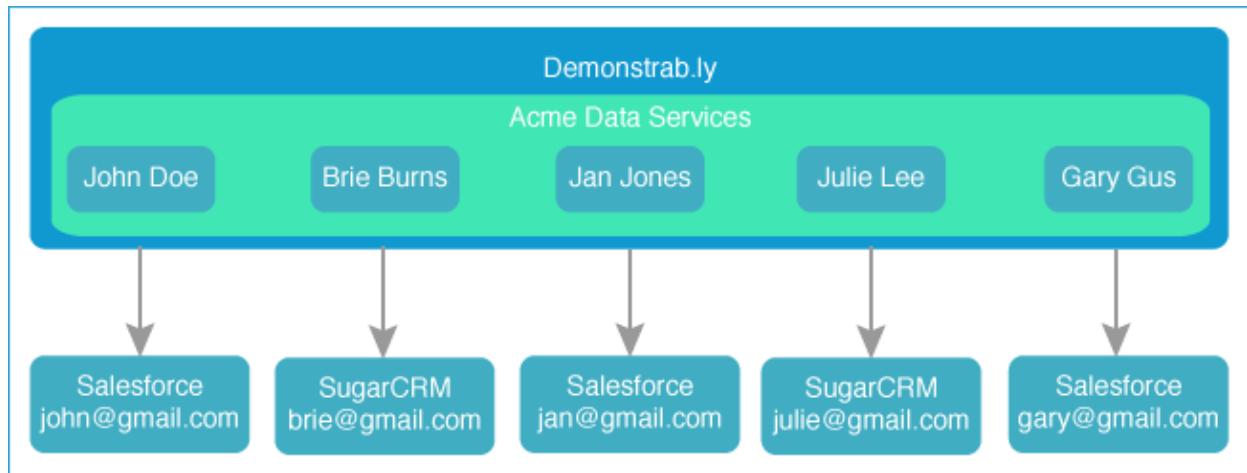 Demonstrab.ly
Acme Data Services
John Doe
Brie Burns
Jan Jones
Julie Lee
Gary Gus
Salesforce
john@gmail.com
SugarCRM
brie@gmail.com
Salesforce
jan@gmail.com
SugarCRM
julie@gmail.com
Salesforce
gary@gmail.com